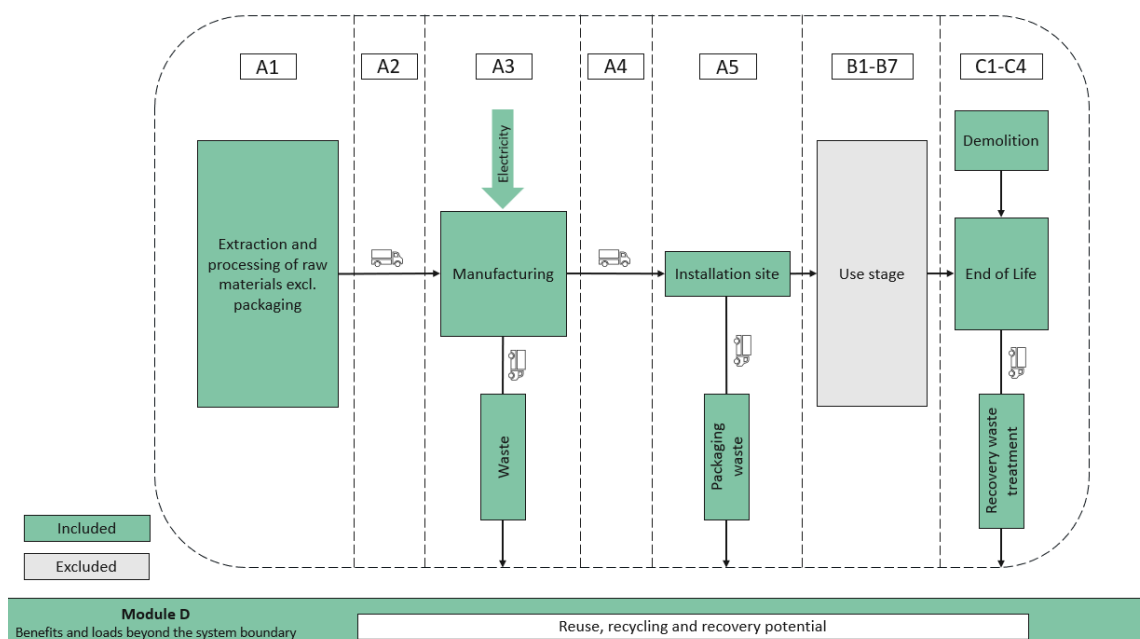 A1
A2
A3
A4
A5
B1-B7
C1-C4
Electricity
Demolition
Extraction and
processing of raw
materials excl.
packaging
Manufacturing
Installation site
Use stage
End of Life
Waste
Packaging
waste
Recovery waste
treatment
Included
Excluded
Module D
Benefits and loads beyond the system boundary
Reuse, recycling and recovery potential